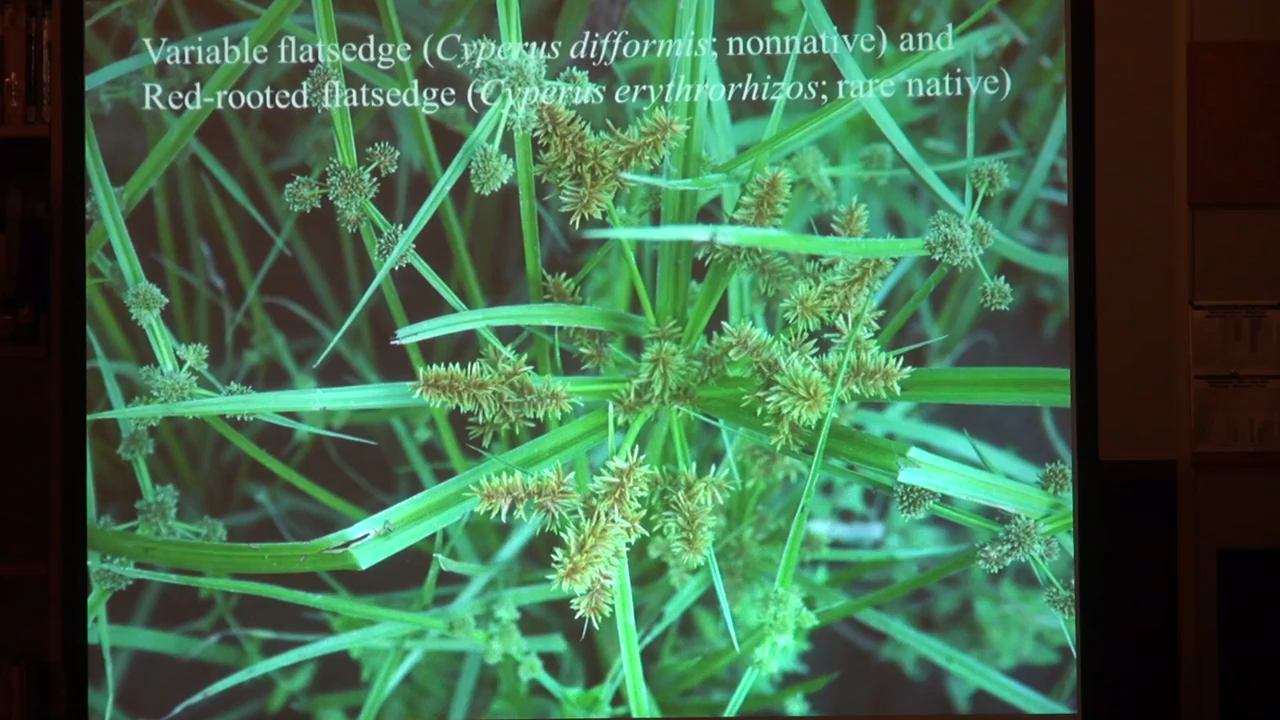 Variable flatsedge (Cyperus difformis; nonnative) and
Red-rooted flatsedge (Cyperus erythrorhizos; rare native)